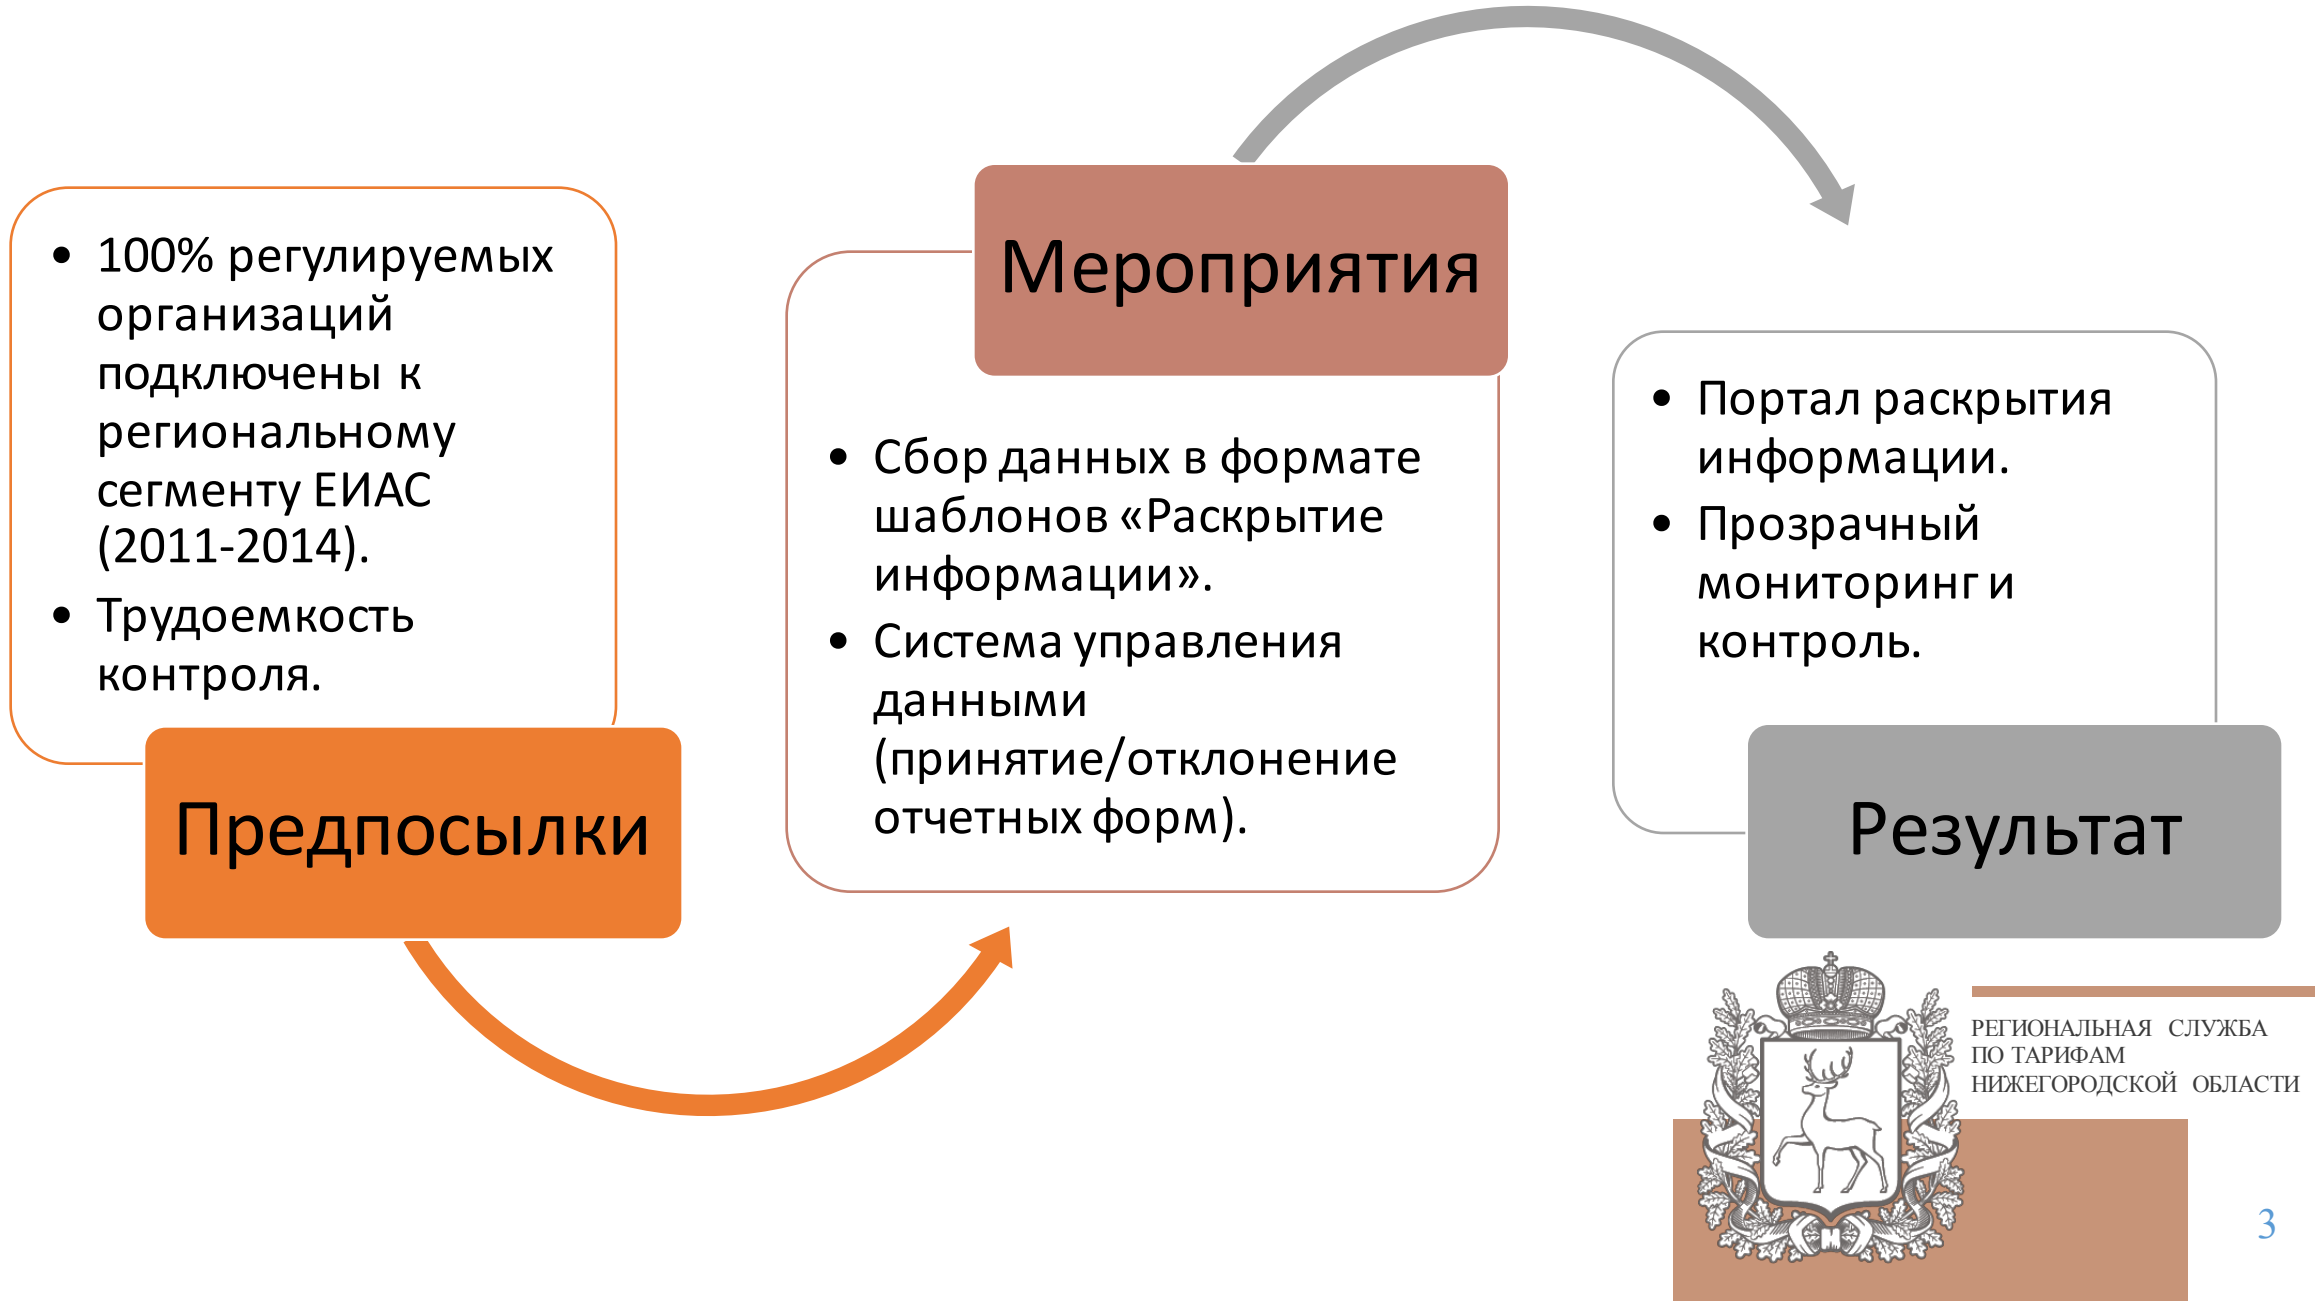 • 100% регулируемых
организаций
подключены к
региональному
сегменту ЕИАС
(2011-2014).
• Трудоемкость
контроля.
Предпосылки
Мероприятия
• Сбор данных в формате
шаблонов «Раскрытие
информации».
• Система управления
данными
(принятие/отклонение
отчетных форм).
• Портал раскрытия
информации.
• Прозрачный
мониторинг и
контроль.
Результат
РЕГИОНАЛЬНАЯ СЛУЖБА
ПО ТАРИФАМ
НИЖЕГОРОДСКОЙ ОБЛАСТИ
3